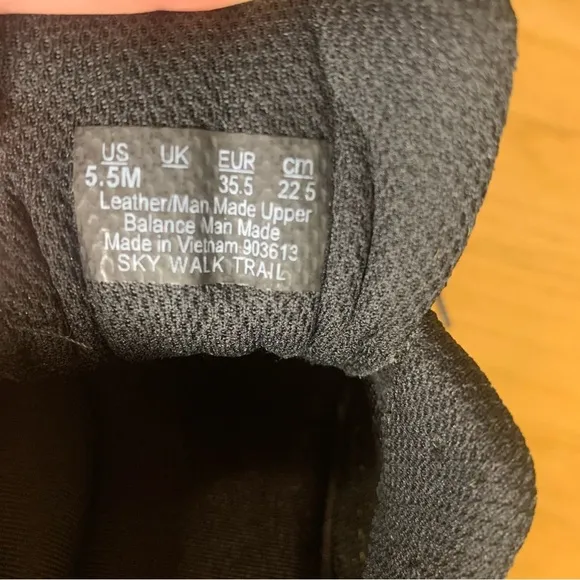 US UK EUR cm
5.5M 35.5 22 5
Leather/Man Made Upper
Balance Man Made
Made in Vietnam 903613
SKY WALK TRAIL